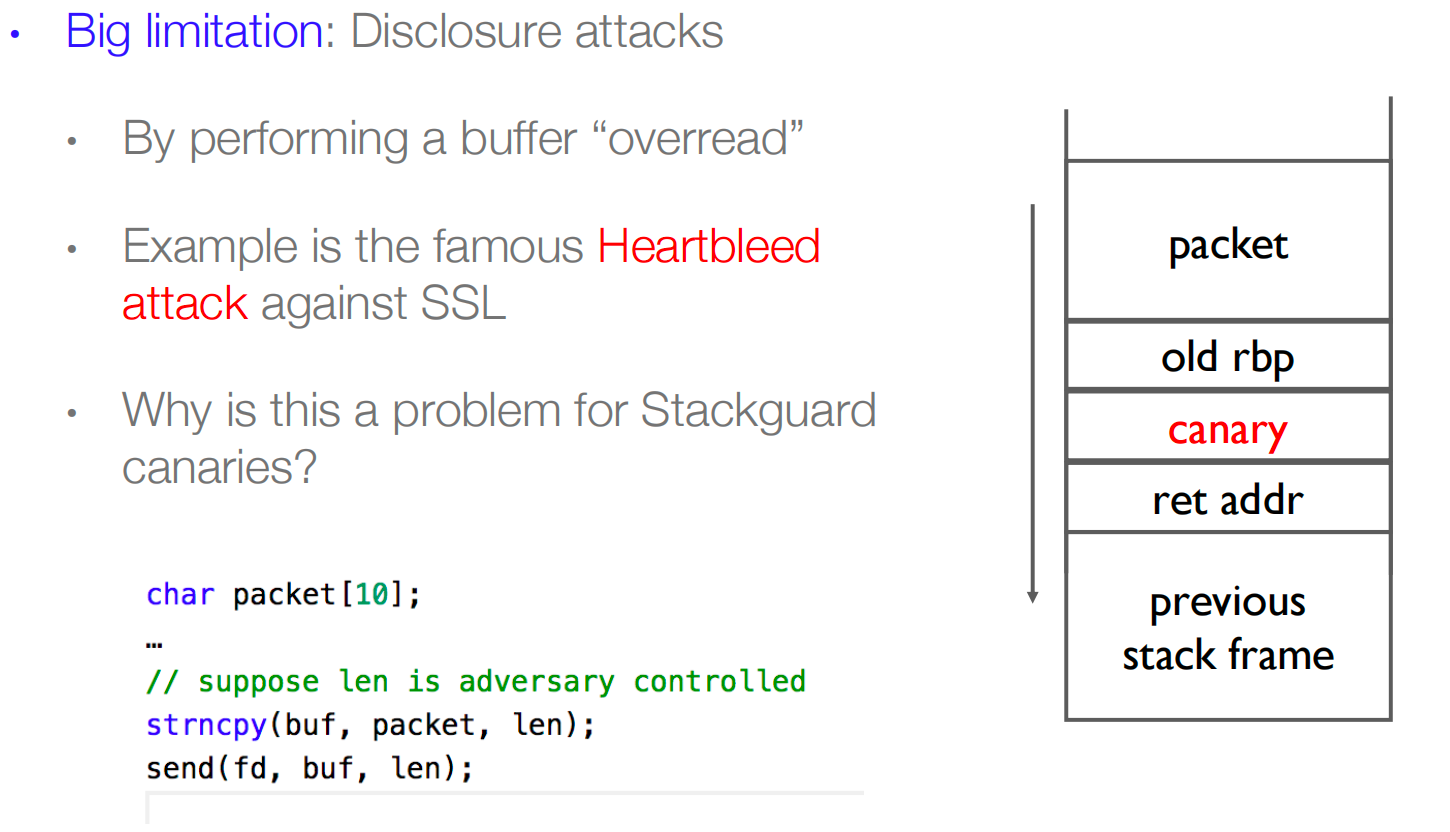 • Big limitation: Disclosure attacks
• By performing a buffer “overread”
• Example is the famous Heartbleed
attack against SSL
• Why is this a problem for Stackguard
canaries?
char packet[10];
…
// suppose len is adversary controlled
strncpy(buf, packet, len);
send(fd, buf, len);
packet
old rbp
canary
ret addr
previous
stack frame